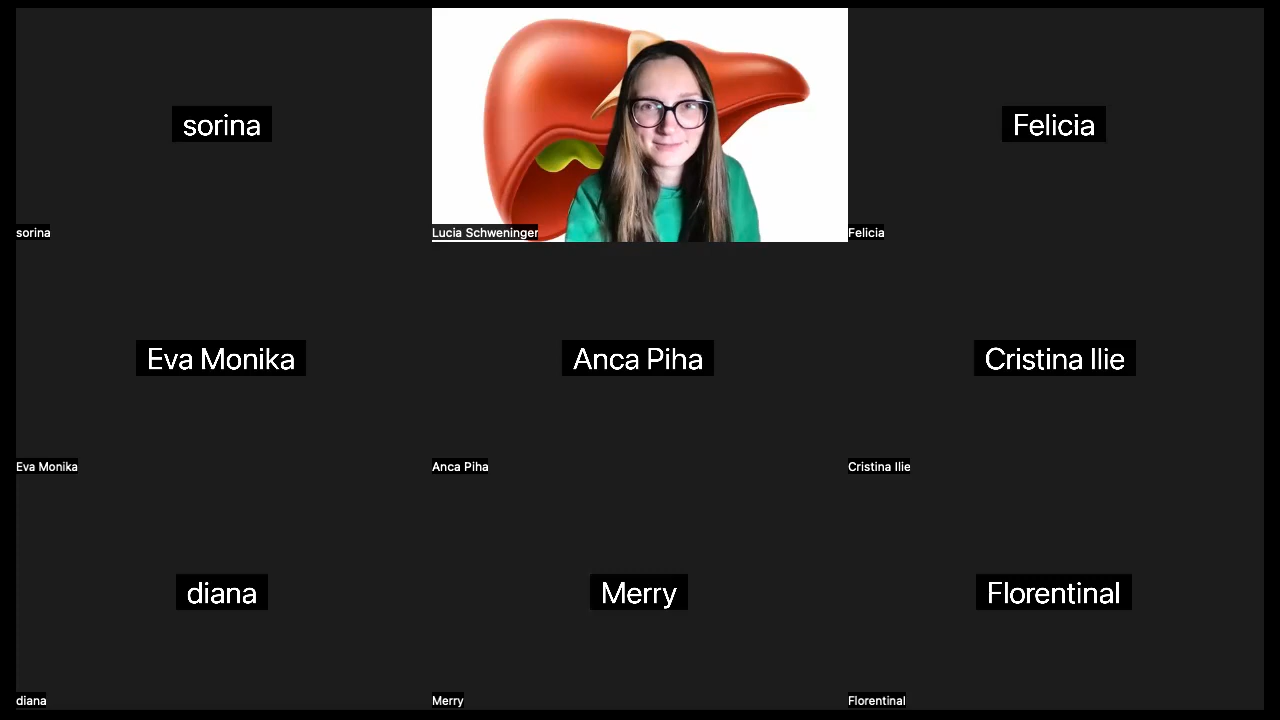 sorina
sorina
Lucia Schweninger
Felicia
Felicia
Eva Monika
Eva Monika
Anca Piha
Anca Piha
Cristina Ilie
Cristina Ilie
diana
diana
Merry
Merry
Florentinal
Florentinal